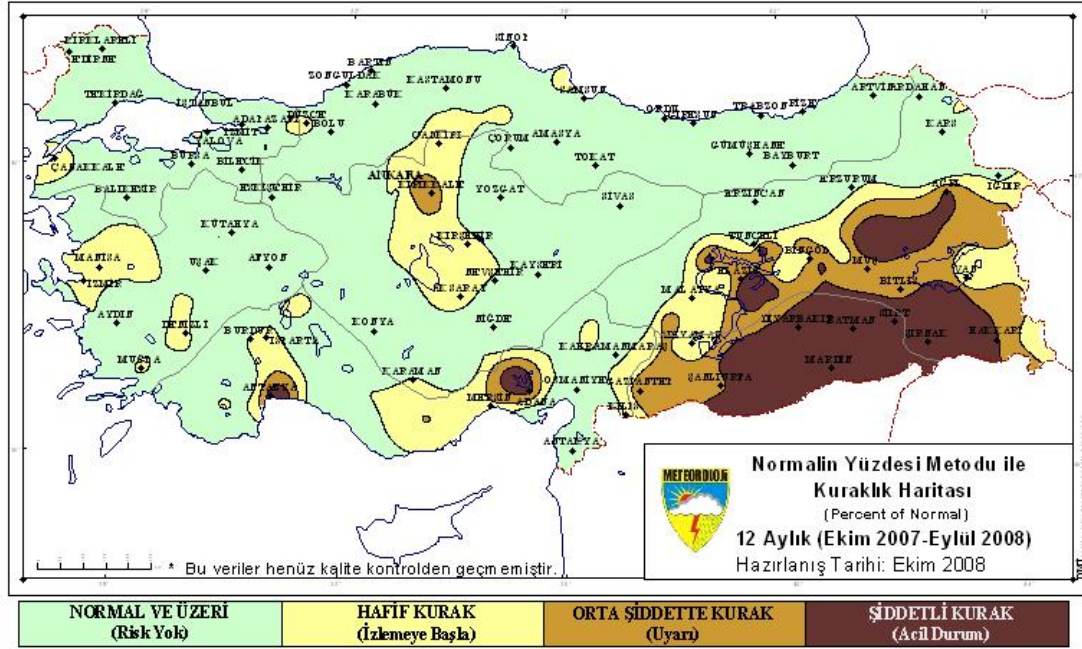 SİNOP
KIRKLARELİ
EDİRNE
BARTIN
ZONGULDAK
KASTAMONU
KARABÜK
TEKİRDAĞ
İSTANBUL
SAMSUN
ARTVİN
ARDAHAN
ORDU
GİRESUN
TRABZON
RİZE
ADAPAZARI
DÜZCE
İZMİT
BOLU
YALOVA
ÇANKIRI
ÇORUM
AMASYA
KARS
ÇANAKKALE
BURSA
BİLECİK
TOKAT
GÜMÜŞHANE
BAYBURT
ANKARA
KIRIKKALE
BALIKESİR
ESKİŞEHİR
YOZGAT
SİVAS
ERZİNCAN
ERZURUM
AĞRI
IĞDIR
KÜTAHYA
KIRŞEHİR
TUNCELİ
MANİSA
UŞAK
AFYON
NEVŞEHİR
KAYSERİ
ELAZIĞ
BİNGÖL
MUŞ
VAN
İZMİR
AKSARAY
MALATYA
BİTLİS
AYDIN
DENİZLİ
BURDUR
ISPARTA
KONYA
NİĞDE
KAHRAMANMARAŞ
ADIYAMAN
DİYARBAKIR
BATMAN
SİİRT
ŞIRNAK
HAKKARİ
MUĞLA
ANTALYA
KARAMAN
MERSİN
ADANA
OSMANİYE
GAZİANTEP
ŞANLIURFA
MARDİN
KİLİS
ANTAKYA
METEOROLOJİ
Normalin Yüzdesi Metodu ile
Kuraklık Haritası
(Percent of Normal)
12 Aylık (Ekim 2007-Eylül 2008)
Hazırlanış Tarihi: Ekim 2008
* Bu veriler henüz kalite kontrolden geçmemiştir.
NORMAL VE ÜZERİ
(Risk Yok)
HAFİF KURAK
(İzlemeye Başla)
ORTA ŞİDDETTE KURAK
(Uyarı)
ŞİDDETLİ KURAK
(Acil Durum)